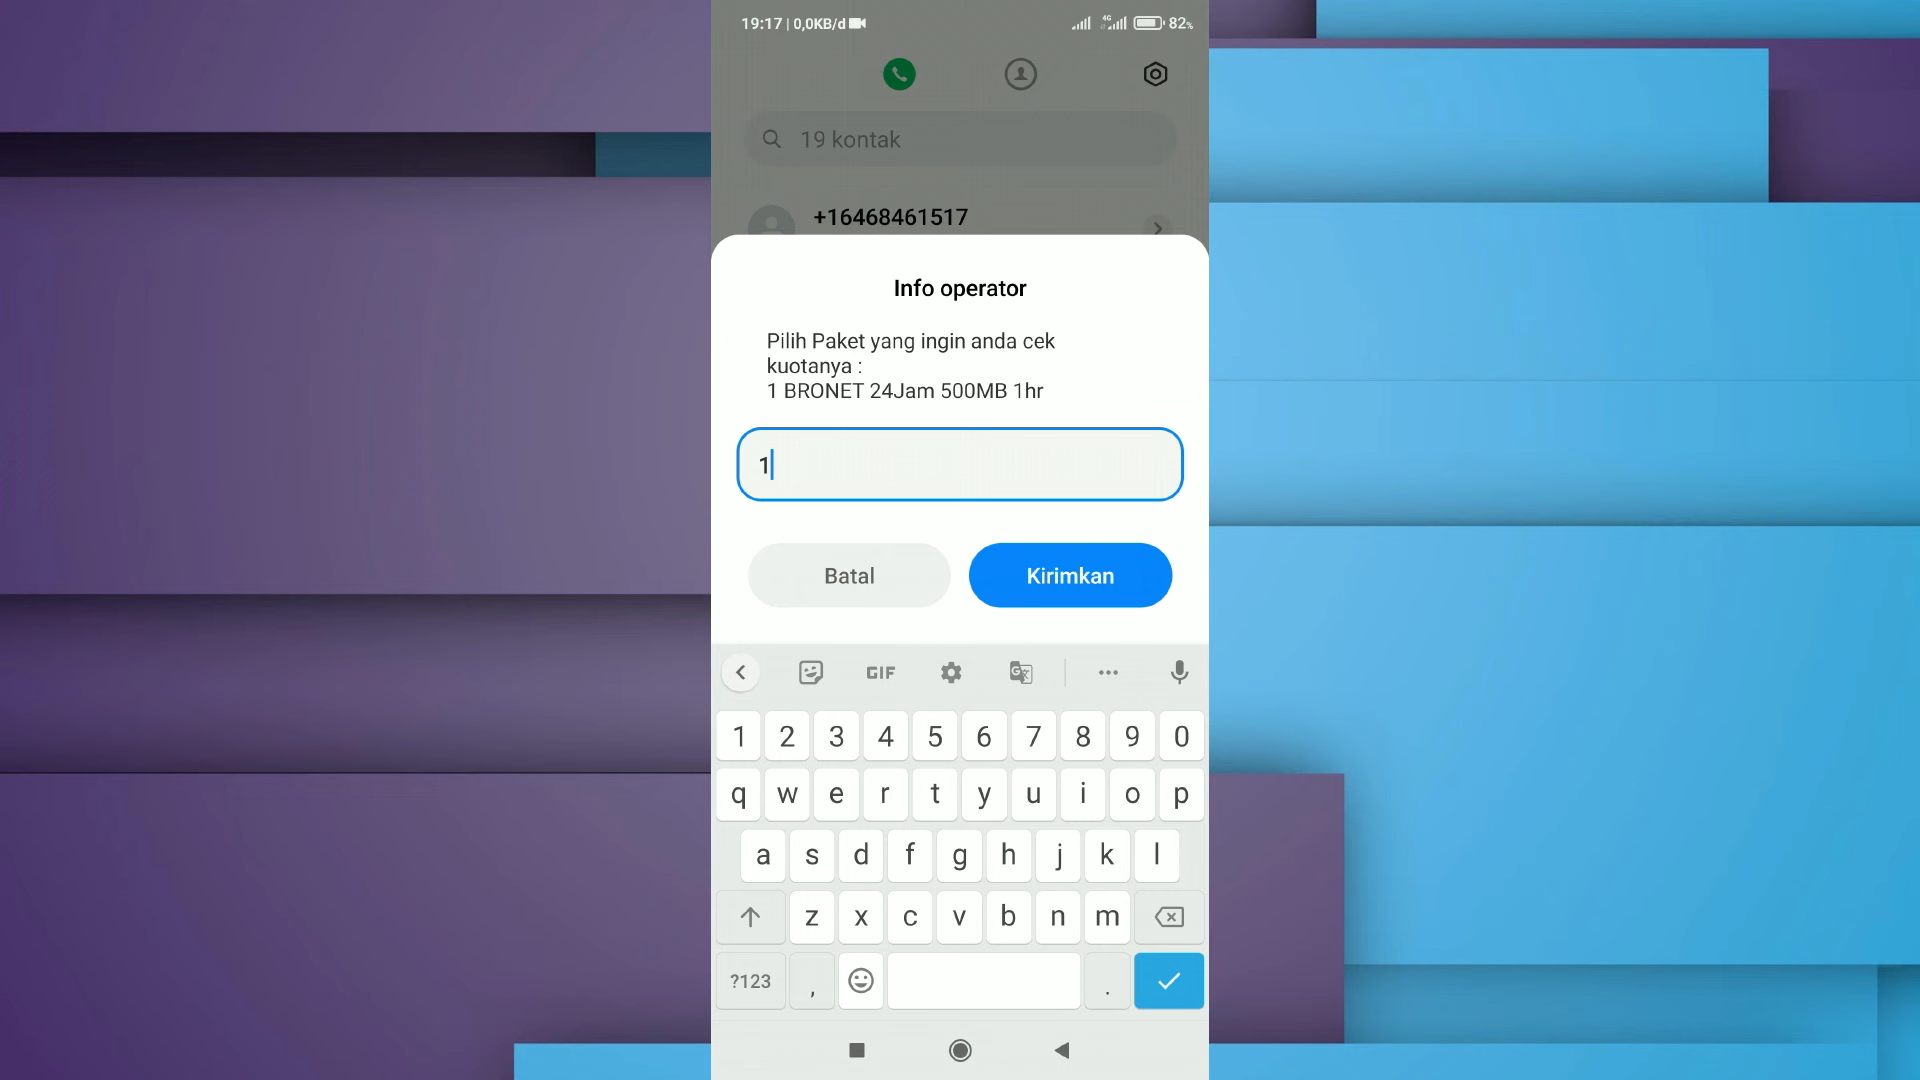 19:17 | 0,0KB/d 4G 82%
19 kontak
+16468461517
Info operator
Pilih Paket yang ingin anda cek
kuotanya :
1 BRONET 24Jam 500MB 1hr
1
Batal Kirimkan
GIF
1 2 3 4 5 6 7 8 9 0
q w e r t y u i o p
a s d f g h j k l
z x c v b n m
?123 , .